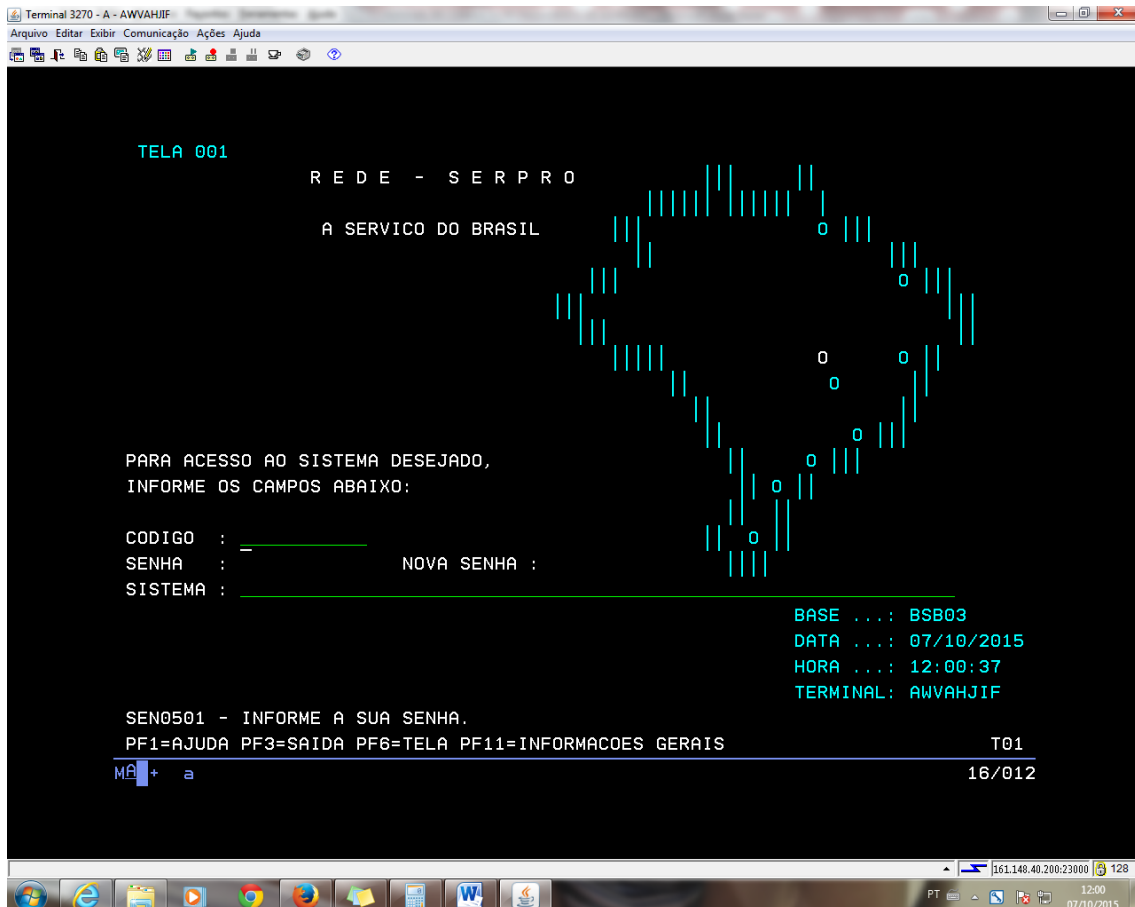 Terminal 3270 - A - AWVAHJIF
Arquivo Editar Exibir Comunicação Ações Ajuda
TELA 001
R E D E - S E R P R O
A SERVICO DO BRASIL
PARA ACESSO AO SISTEMA DESEJADO,
INFORME OS CAMPOS ABAIXO:
CODIGO :
SENHA : NOVA SENHA :
SISTEMA :
BASE ...: BSB03
DATA ...: 07/10/2015
HORA ...: 12:00:37
TERMINAL: AWVAHJIF
SEN0501 - INFORME A SUA SENHA.
PF1=AJUDA PF3=SAIDA PF6=TELA PF11=INFORMACOES GERAIS T01
MA + a 16/012
161.148.40.200:23000 128
PT 12:00
07/10/2015